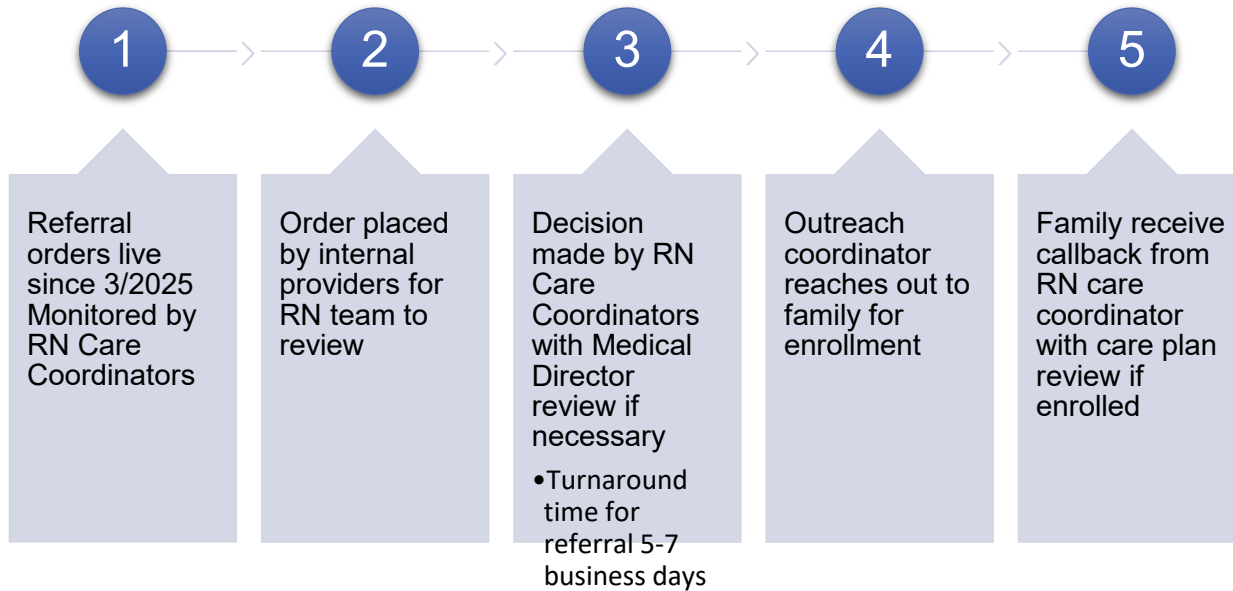 1
2
3
4
5
Referral
orders live
since 3/2025
Monitored by
RN Care
Coordinators
Order placed
by internal
providers for
RN team to
review
Decision
made by RN
Care
Coordinators
with Medical
Director
review if
necessary
•Turnaround
time for
referral 5-7
business days
Outreach
coordinator
reaches out to
family for
enrollment
Family receive
callback from
RN care
coordinator
with care plan
review if
enrolled